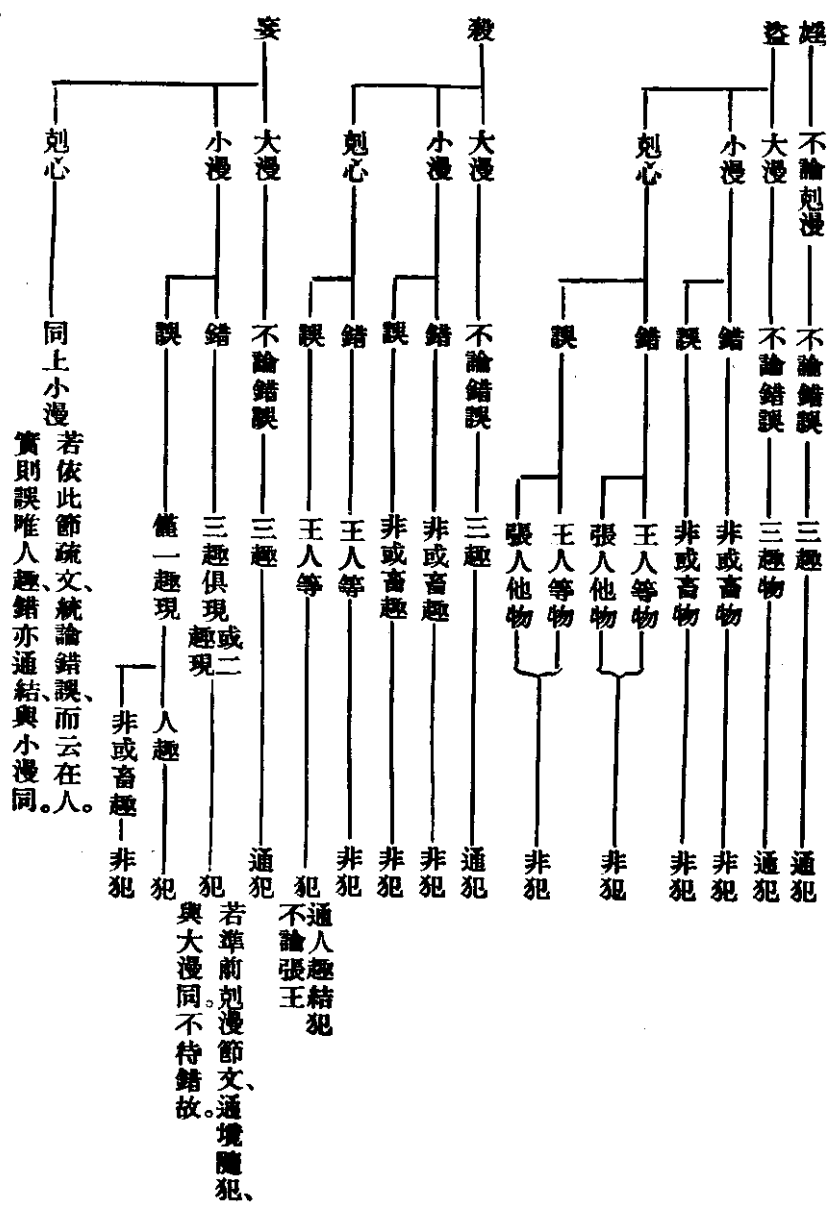 婬
不論剋漫
不論錯誤
三趣
通犯
盜
大漫
不論錯誤
三趣物
通犯
小漫
錯
非或畜物
非犯
誤
非或畜物
非犯
剋心
錯
王人等物
張人他物
非犯
誤
王人等物
張人他物
非犯
殺
大漫
不論錯誤
三趣
通犯
小漫
錯
非或畜趣
非犯
誤
非或畜趣
非犯
剋心
錯
王人等
非犯
誤
王人等
犯
通人趣結犯
不論張王
妄
大漫
不論錯誤
三趣
通犯
小漫
錯
三趣俱現
或二
趣現
犯
若準前剋漫節文、通境隨犯、
與大漫同。不待錯故。
誤
僅一趣現
人趣
犯
非或畜趣
非犯
剋心
同上小漫
若依此節疏文、統論錯誤、而云在人。
實則誤唯人趣、錯亦通結、與小漫同。